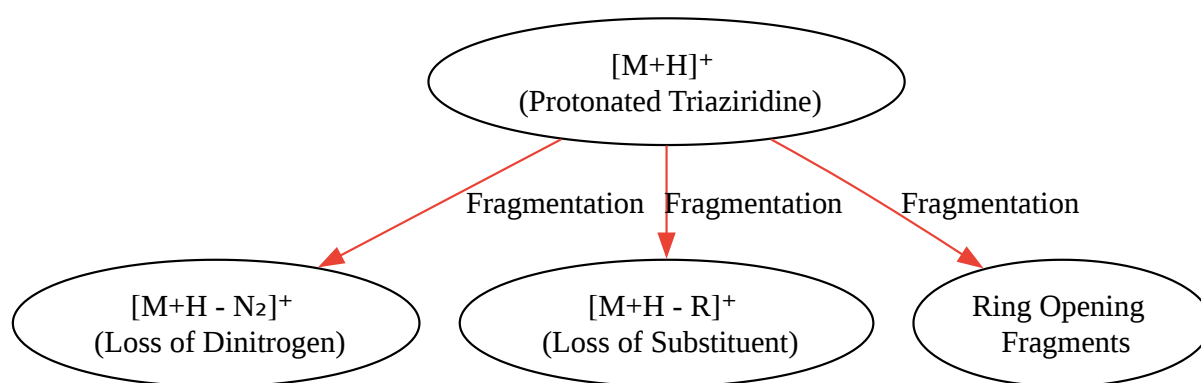 [M+H]⁺
(Protonated Triaziridine)
Fragmentation
Fragmentation
Fragmentation
[M+H - N₂]⁺
(Loss of Dinitrogen)
[M+H - R]⁺
(Loss of Substituent)
Ring Opening
Fragments